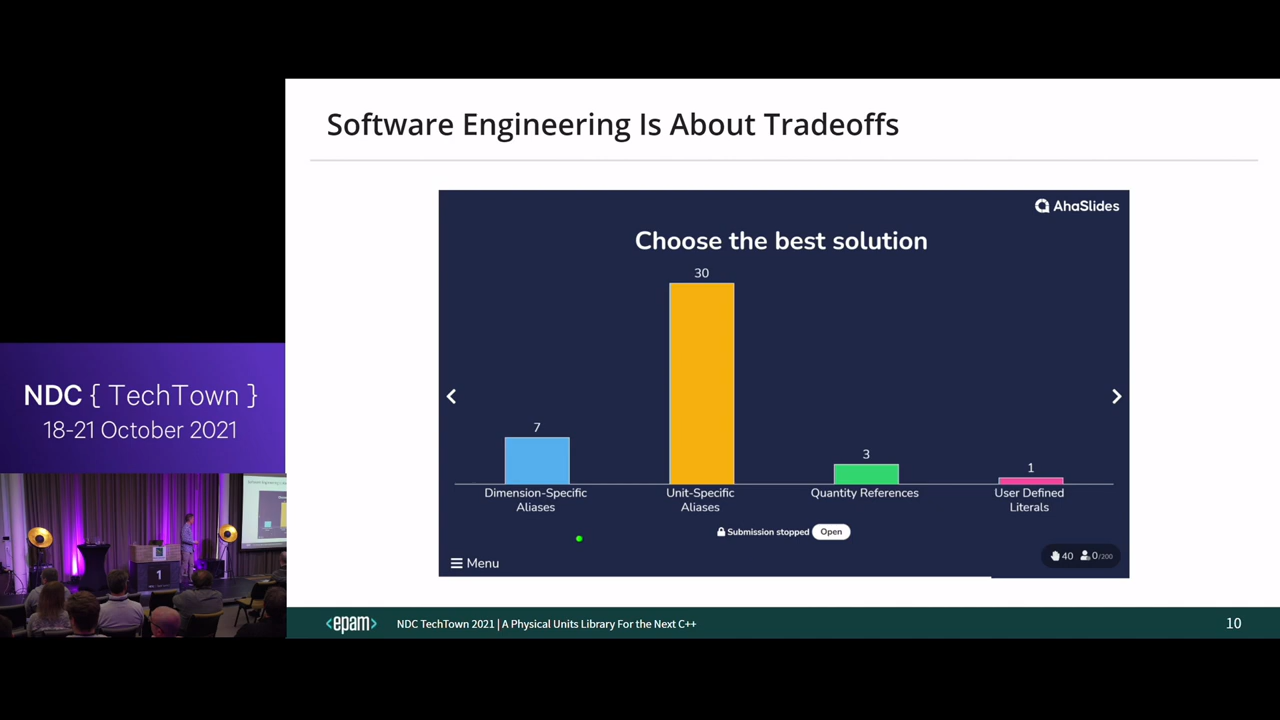 Software Engineering Is About Tradeoffs
AhaSlides
Choose the best solution
30
7
3
1
Dimension-Specific
Aliases
Unit-Specific
Aliases
Quantity References
User Defined
Literals
Submission stopped Open
Menu
40 0/200
NDC { TechTown }
18-21 October 2021
1
<epam> NDC TechTown 2021 | A Physical Units Library For the Next C++ 10